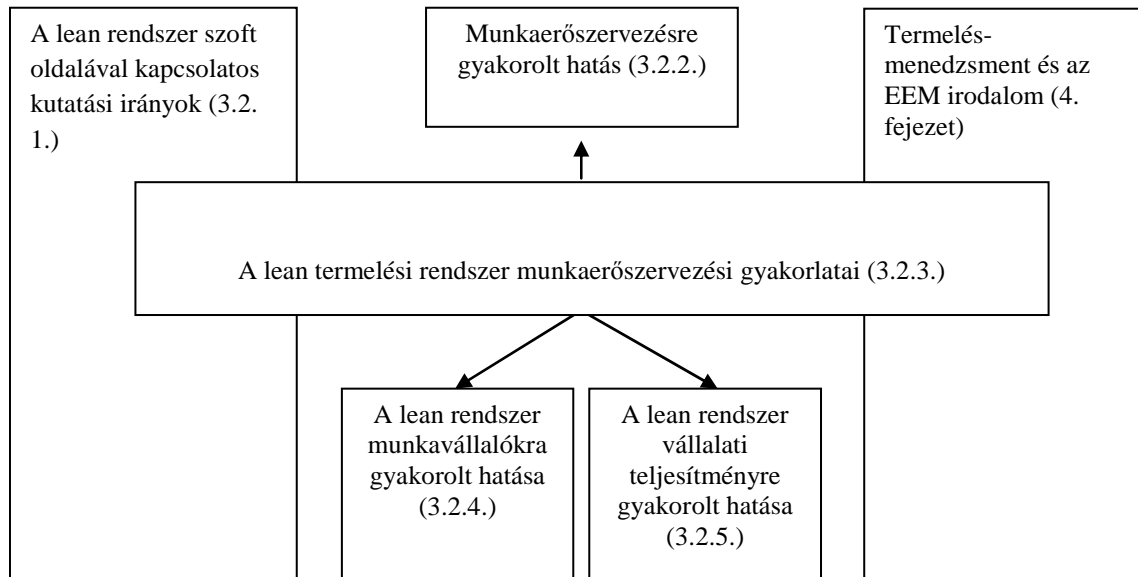 A lean rendszer szoft
oldalával kapcsolatos
kutatási irányok (3.2.
1.)
Munkaerőszervezésre
gyakorolt hatás (3.2.2.)
Termelés-
menedzsment és az
EEM irodalom (4.
fejezet)
A lean termelési rendszer munkaerőszervezési gyakorlatai (3.2.3.)
A lean rendszer
munkavállalókra
gyakorolt hatása
(3.2.4.)
A lean rendszer
vállalati
teljesítményre
gyakorolt hatása
(3.2.5.)